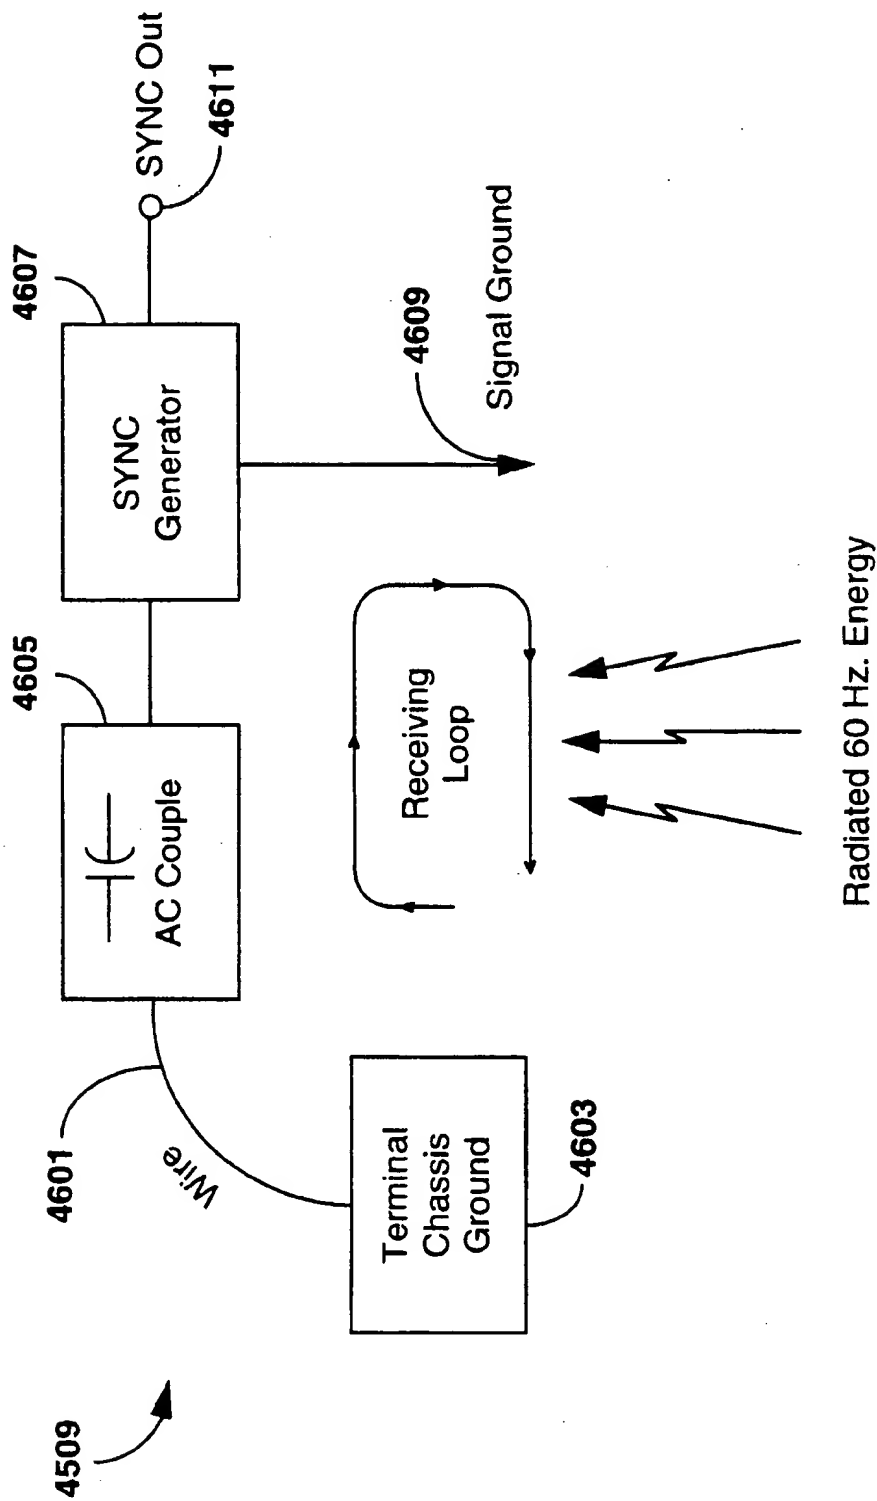 4509
4601
Wire
4605
AC Couple
4607
SYNC
Generator
SYNC Out
4611
Terminal
Chassis
Ground
4603
Receiving
Loop
4609
Signal Ground
Radiated 60 Hz. Energy